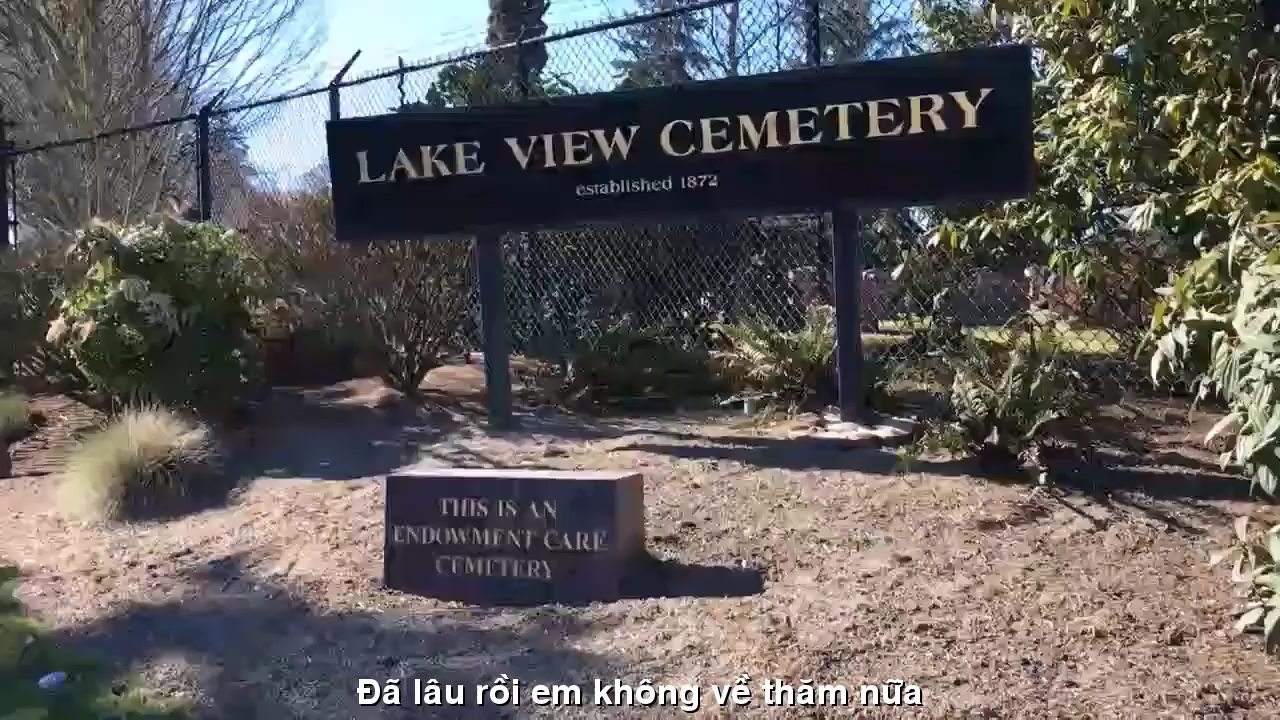 LAKE VIEW CEMETERY
established 1872
THIS IS AN
ENDOWMENT CARE
CEMETERY
Đã lâu rồi em không về thăm nữa